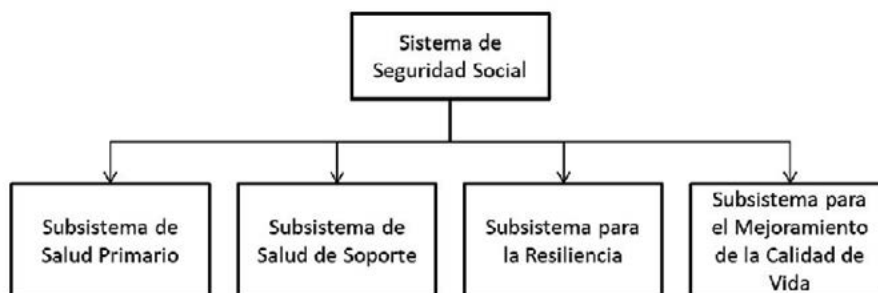 Sistema de
Seguridad Social
Subsistema de
Salud Primario
Subsistema de
Salud de Soporte
Subsistema para
la Resiliencia
Subsistema para
el Mejoramiento
de la Calidad de
Vida